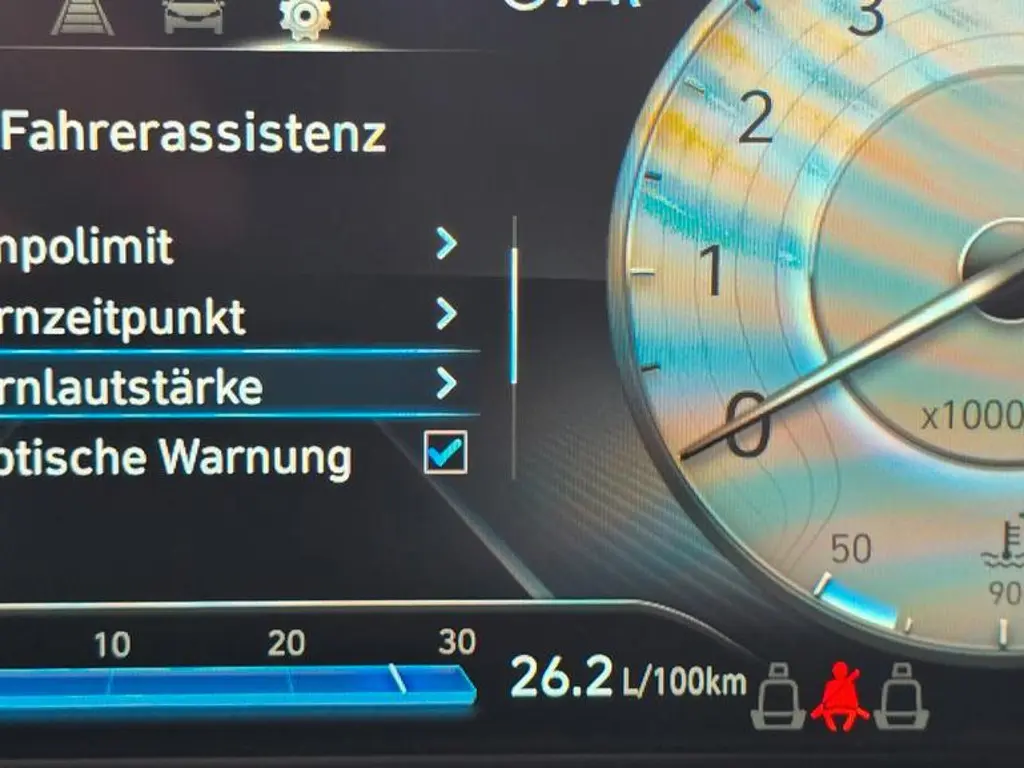 Fahrerassistenz
npolimit
rnzeitpunkt
rnlautstärke
ptische Warnung
10 20 30
26.2 L/100km
3
2
1
0
x1000
50
90